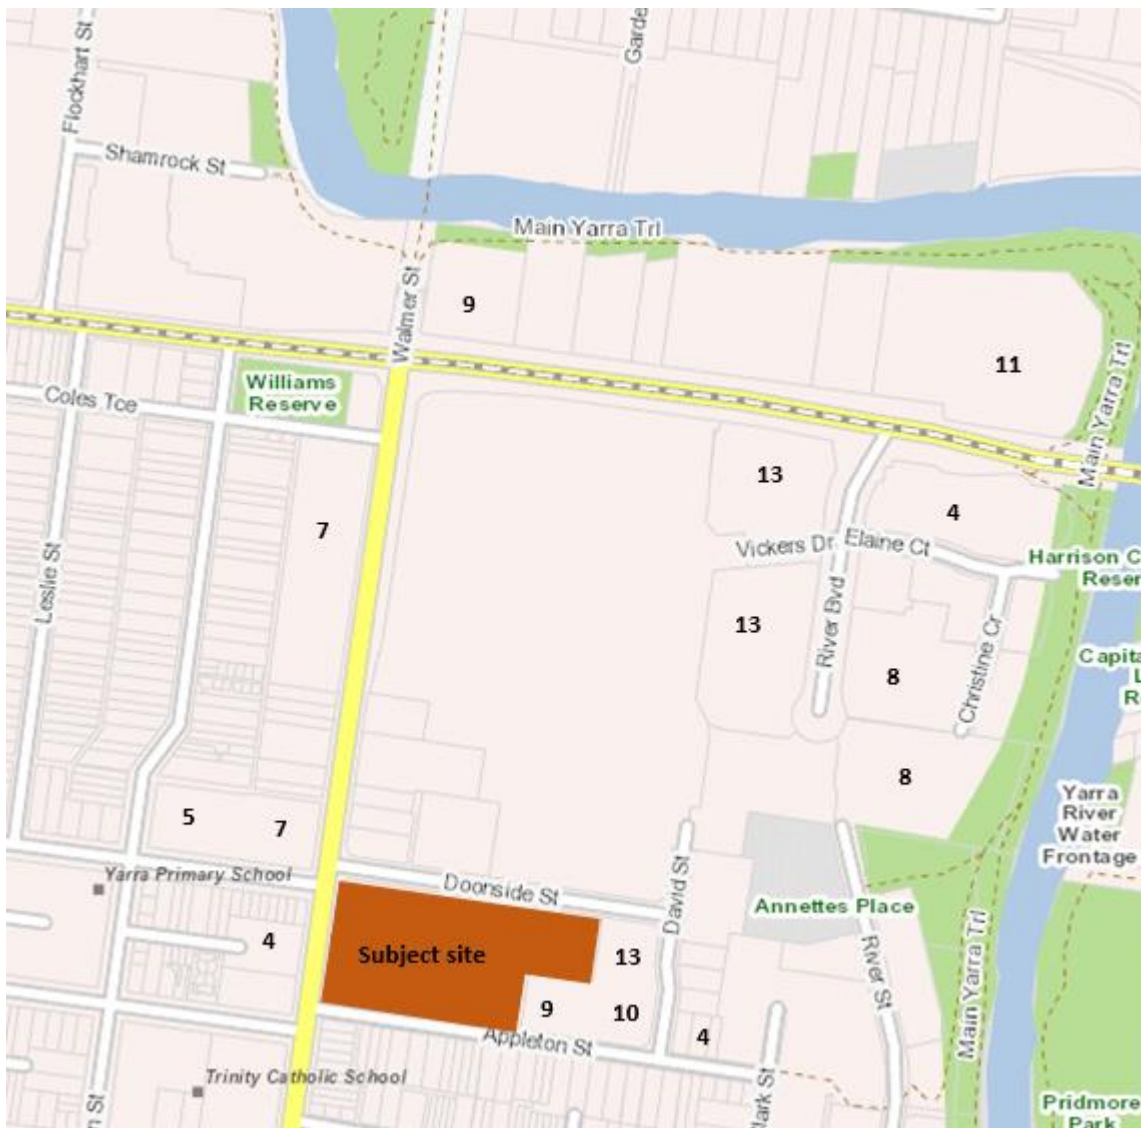 Flockhart St
Garde
Shamrock St
Main Yarra Trl
Walmer St
9
11
Main Yarra Trl
Williams
Reserve
Coles Tce
13
4
7
Vickers Dr
Elaine Ct
Harrison C
Reser
Leslie St
River Bvd
13
Christine Cr
Capita
L
R
8
8
5
7
Yarra
River
Water
Frontage
Yarra Primary School
Doonside St
David St
Annettes Place
4
Subject site
13
River St
Main Yarra Trl
9
10
4
Appleton St
Trinity Catholic School
n St
lark St
Pridmore
Park